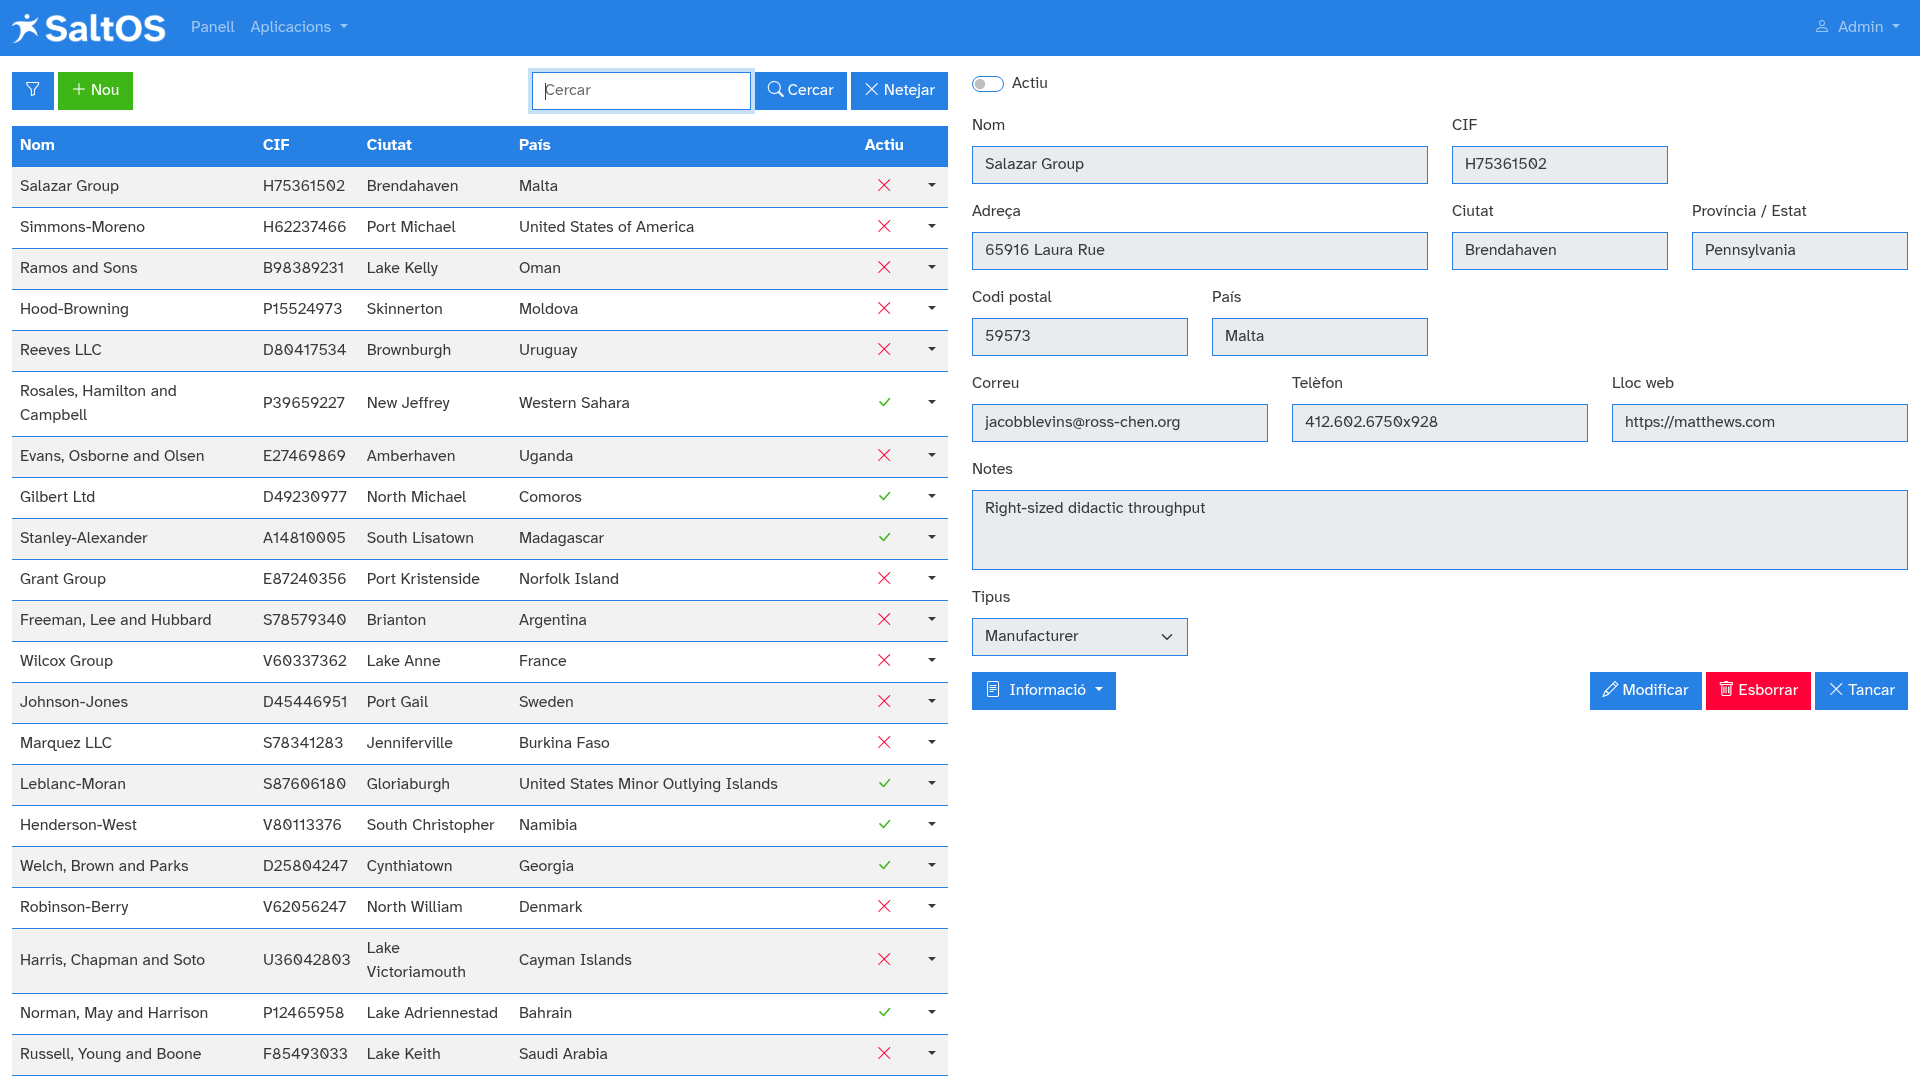 SaltOS Panell Aplicacions Admin
Nou Cercar Cercar Netejar
Nom CIF Ciutat País Actiu
Salazar Group H75361502 Brendahaven Malta
Simmons-Moreno H62237466 Port Michael United States of America
Ramos and Sons B98389231 Lake Kelly Oman
Hood-Browning P15524973 Skinnerton Moldova
Reeves LLC D80417534 Brownburgh Uruguay
Rosales, Hamilton and
Campbell P39659227 New Jeffrey Western Sahara
Evans, Osborne and Olsen E27469869 Amberhaven Uganda
Gilbert Ltd D49230977 North Michael Comoros
Stanley-Alexander A14810005 South Lisatown Madagascar
Grant Group E87240356 Port Kristenside Norfolk Island
Freeman, Lee and Hubbard S78579340 Brianton Argentina
Wilcox Group V60337362 Lake Anne France
Johnson-Jones D45446951 Port Gail Sweden
Marquez LLC S78341283 Jenniferville Burkina Faso
Leblanc-Moran S87606180 Gloriaburgh United States Minor Outlying Islands
Henderson-West V80113376 South Christopher Namibia
Welch, Brown and Parks D25804247 Cynthiatown Georgia
Robinson-Berry V62056247 North William Denmark
Harris, Chapman and Soto U36042803 Lake
Victoriamouth Cayman Islands
Norman, May and Harrison P12465958 Lake Adriennestad Bahrain
Russell, Young and Boone F85493033 Lake Keith Saudi Arabia
Actiu
Nom CIF
Salazar Group H75361502
Adreça Ciutat Província / Estat
65916 Laura Rue Brendahaven Pennsylvania
Codi postal País
59573 Malta
Correu Telèfon Lloc web
jacobblevins@ross-chen.org 412.602.6750x928 https://matthews.com
Notes
Right-sized didactic throughput
Tipus
Manufacturer
Informació Modificar Esborrar Tancar